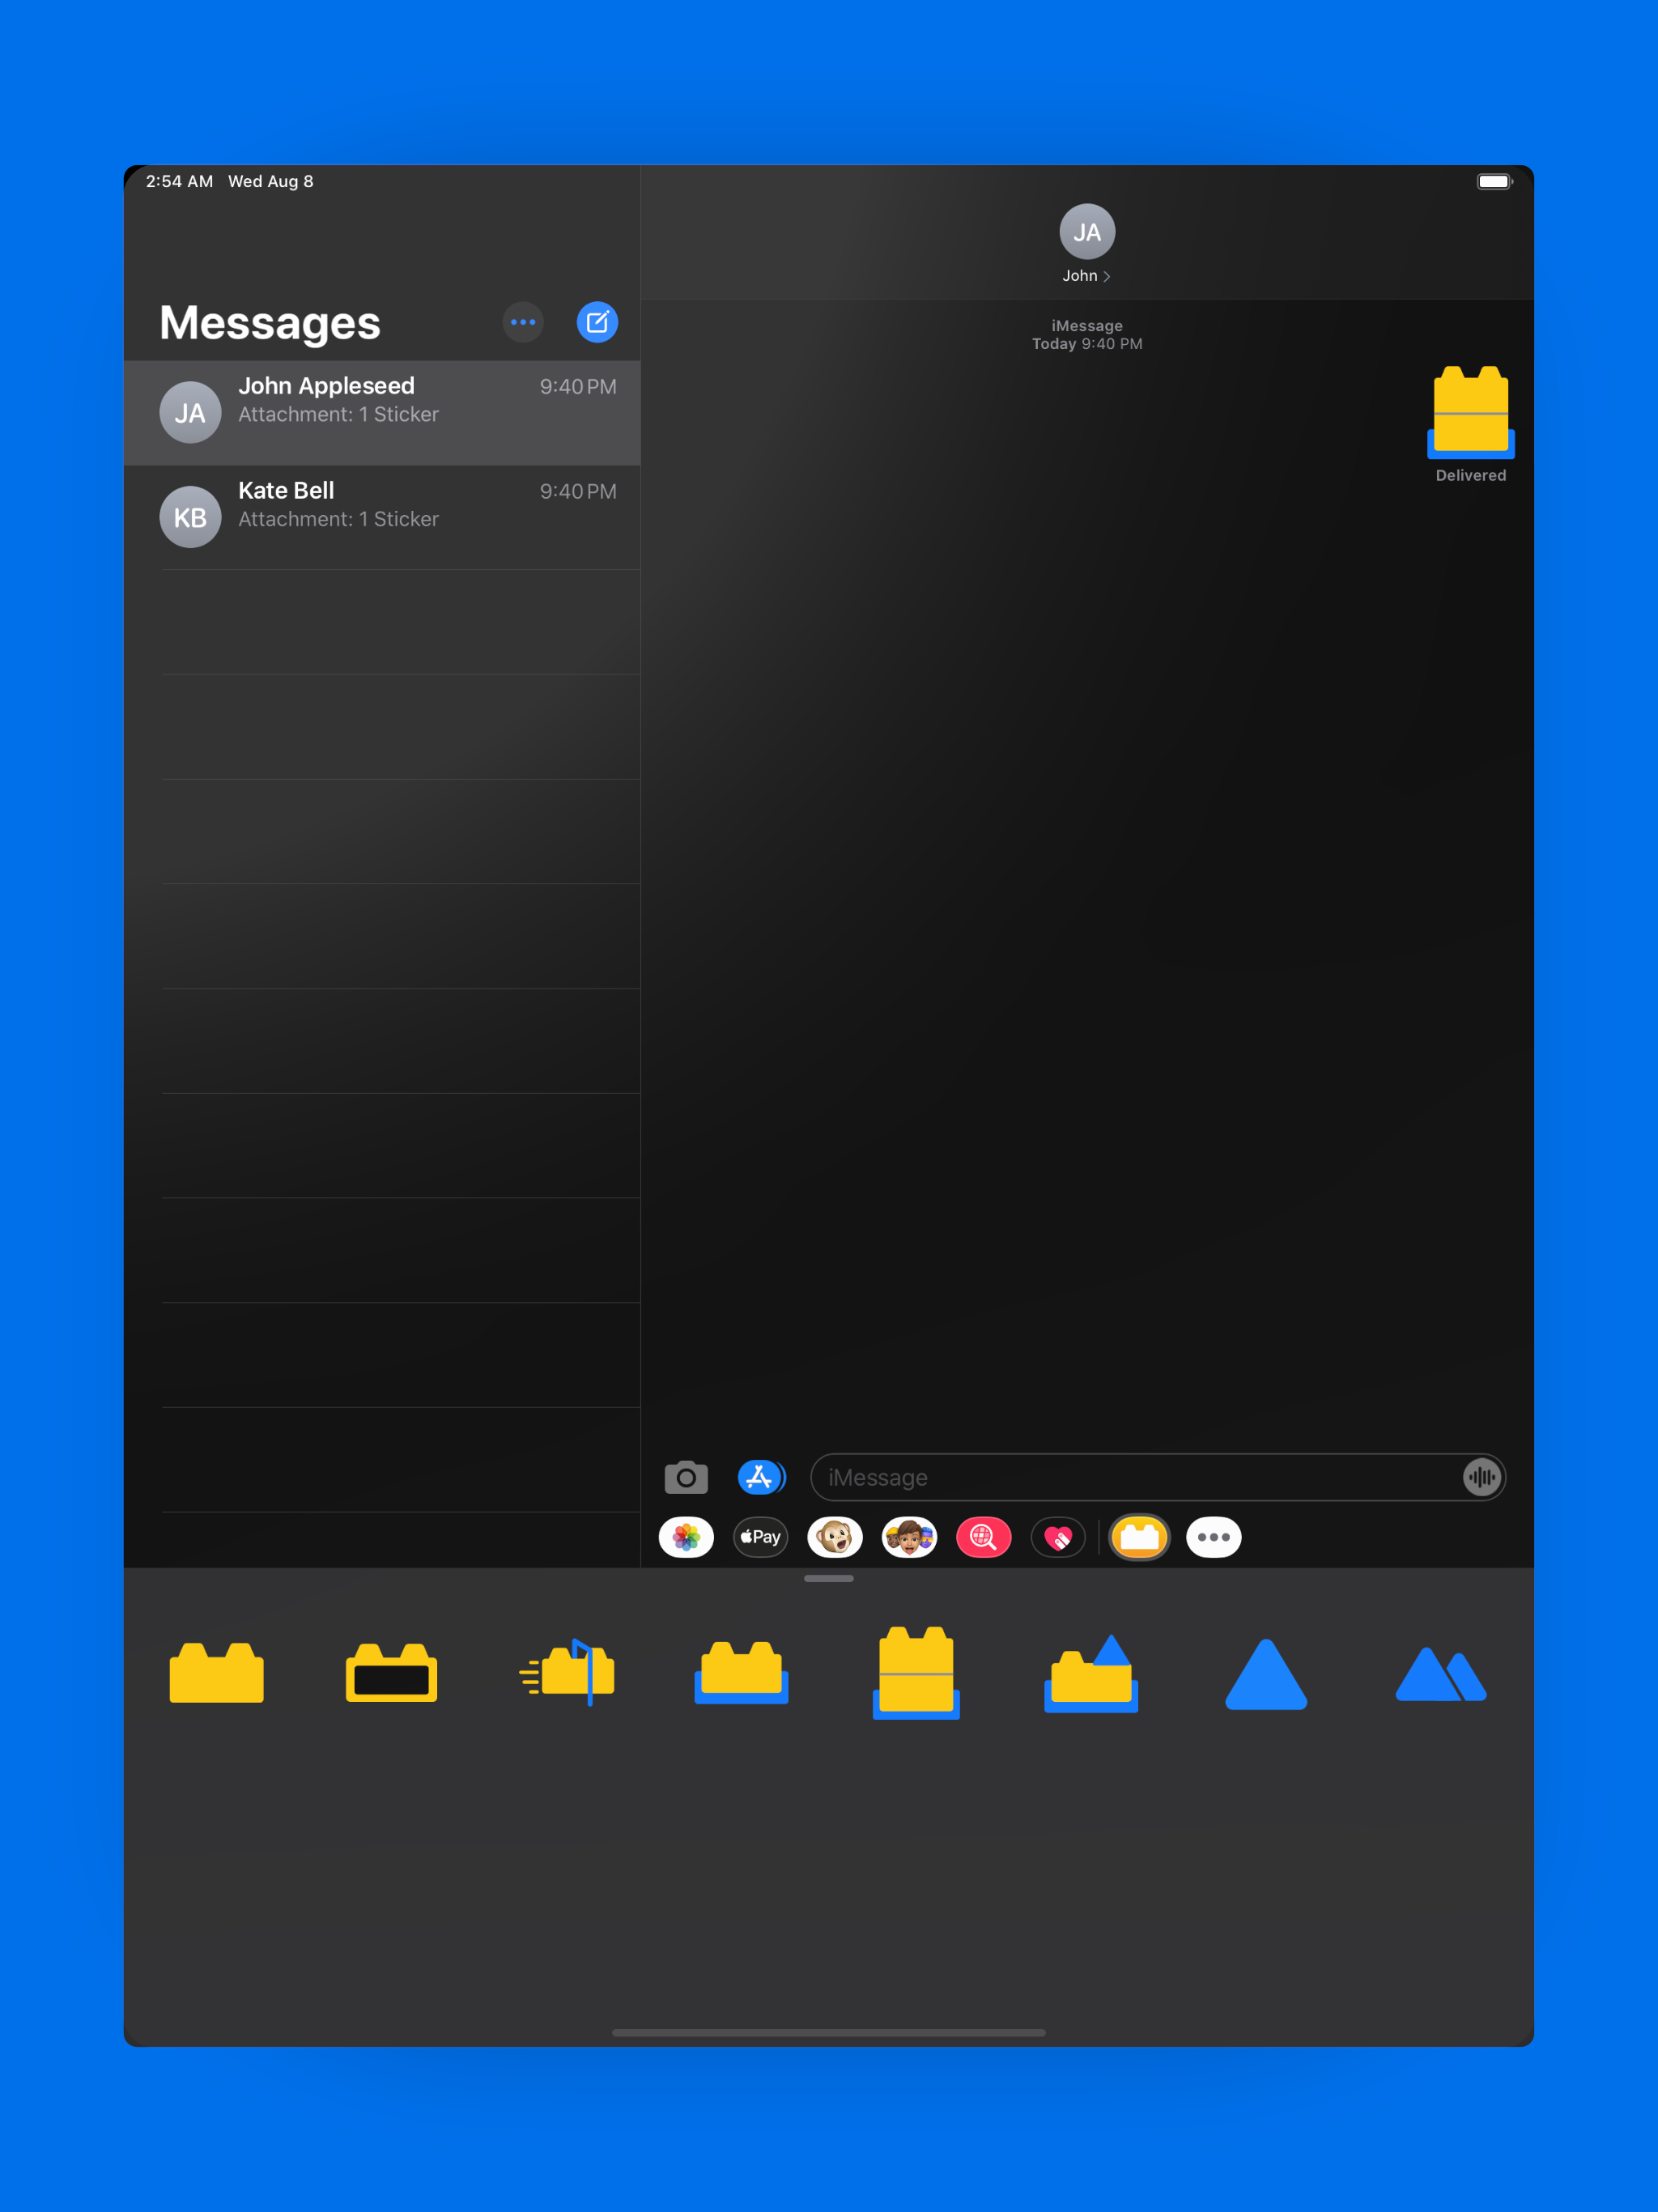 2:54 AM Wed Aug 8
Messages
JA
John Appleseed 9:40 PM
Attachment: 1 Sticker
KB
Kate Bell 9:40 PM
Attachment: 1 Sticker
JA
John
iMessage
Today 9:40 PM
Delivered
iMessage
Pay